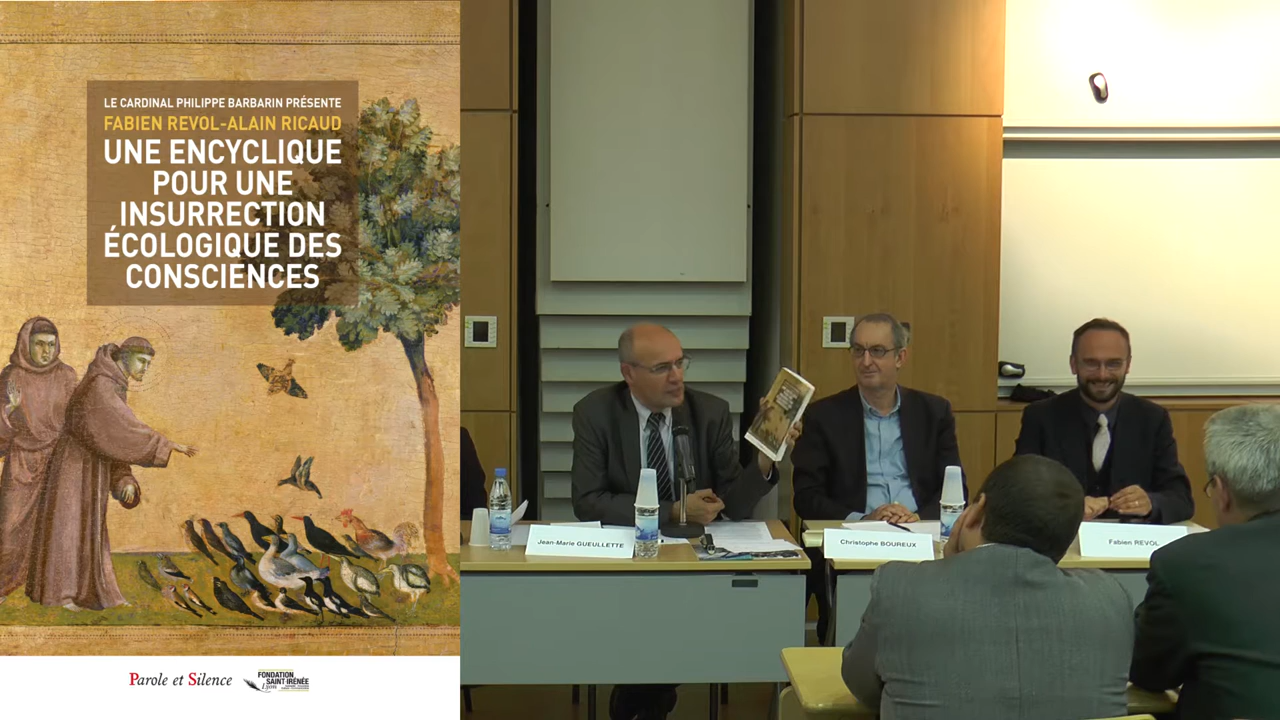 LE CARDINAL PHILIPPE BARBARIN PRÉSENTE
FABIEN REVOL-ALAIN RICAUD
UNE ENCYCLIQUE
POUR UNE
INSURRECTION
ÉCOLOGIQUE DES
CONSCIENCES
Parole et Silence
FONDATION
SAINT IRÉNÉE
Lyon
Jean-Marie GUEULLETTE
Christophe BOUREUX
Fabien REVOL